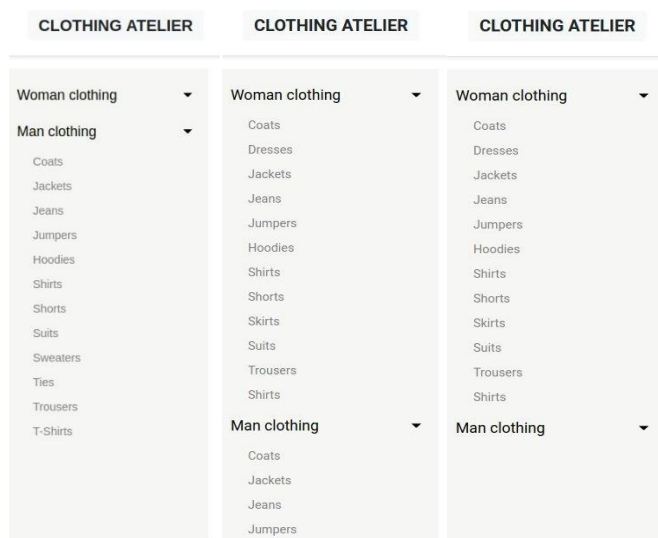 CLOTHING ATELIER
Woman clothing
Man clothing
Coats
Jackets
Jeans
Jumpers
Hoodies
Shirts
Shorts
Suits
Sweaters
Ties
Trousers
T-Shirts
CLOTHING ATELIER
Woman clothing
Coats
Dresses
Jackets
Jeans
Jumpers
Hoodies
Shirts
Shorts
Skirts
Suits
Trousers
Shirts
Man clothing
Coats
Jackets
Jeans
Jumpers
CLOTHING ATELIER
Woman clothing
Coats
Dresses
Jackets
Jeans
Jumpers
Hoodies
Shirts
Shorts
Skirts
Suits
Trousers
Shirts
Man clothing